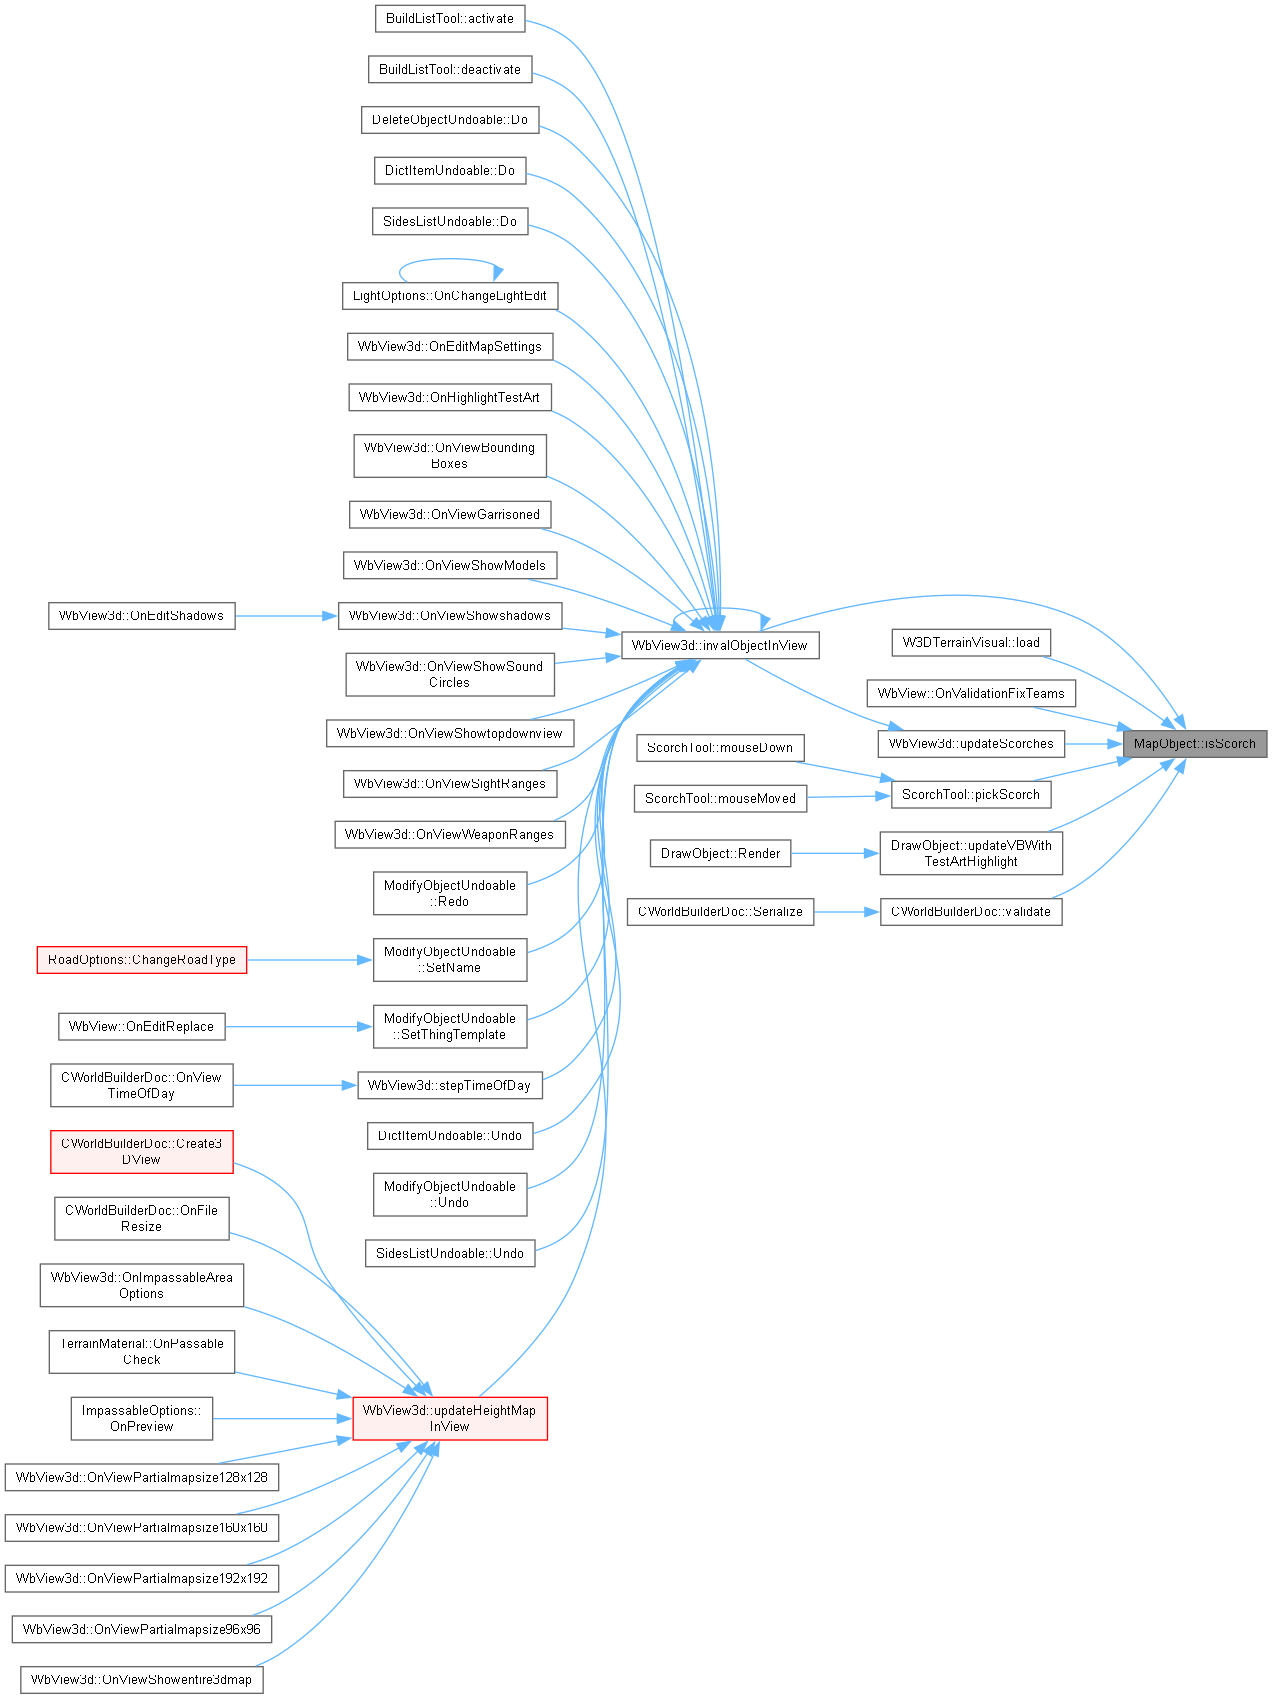 BuildListTool::activate
BuildListTool::deactivate
DeleteObjectUndoable::Do
DictItemUndoable::Do
SidesListUndoable::Do
LightOptions::OnChangeLightEdit
WbView3d::OnEditMapSettings
WbView3d::OnHighlightTestArt
WbView3d::OnViewBounding
Boxes
WbView3d::OnViewGarrisoned
WbView3d::OnViewShowModels
WbView3d::OnEditShadows
WbView3d::OnViewShowshadows
WbView3d::invalObjectInView
WbView3d::OnViewShowSound
Circles
WbView3d::OnViewShowtopdownview
WbView3d::OnViewSightRanges
WbView3d::OnViewWeaponRanges
W3DTerrainVisual::load
WbView::OnValidationFixTeams
WbView3d::updateScorches
MapObject::isScorch
ScorchTool::mouseDown
ScorchTool::mouseMoved
ScorchTool::pickScorch
DrawObject::Render
DrawObject::updateVBWith
TestArtHighlight
CWorldBuilderDoc::Serialize
CWorldBuilderDoc::validate
ModifyObjectUndoable
::Redo
RoadOptions::ChangeRoadType
ModifyObjectUndoable
::SetName
WbView::OnEditReplace
ModifyObjectUndoable
::SetThingTemplate
CWorldBuilderDoc::OnView
TimeOfDay
WbView3d::stepTimeOfDay
DictItemUndoable::Undo
ModifyObjectUndoable
::Undo
SidesListUndoable::Undo
CWorldBuilderDoc::Create3
DView
CWorldBuilderDoc::OnFile
Resize
WbView3d::OnImpassableArea
Options
TerrainMaterial::OnPassable
Check
ImpassableOptions::
OnPreview
WbView3d::updateHeightMap
InView
WbView3d::OnViewPartialmapsize128x128
WbView3d::OnViewPartialmapsize160x160
WbView3d::OnViewPartialmapsize192x192
WbView3d::OnViewPartialmapsize96x96
WbView3d::OnViewShowentire3dmap